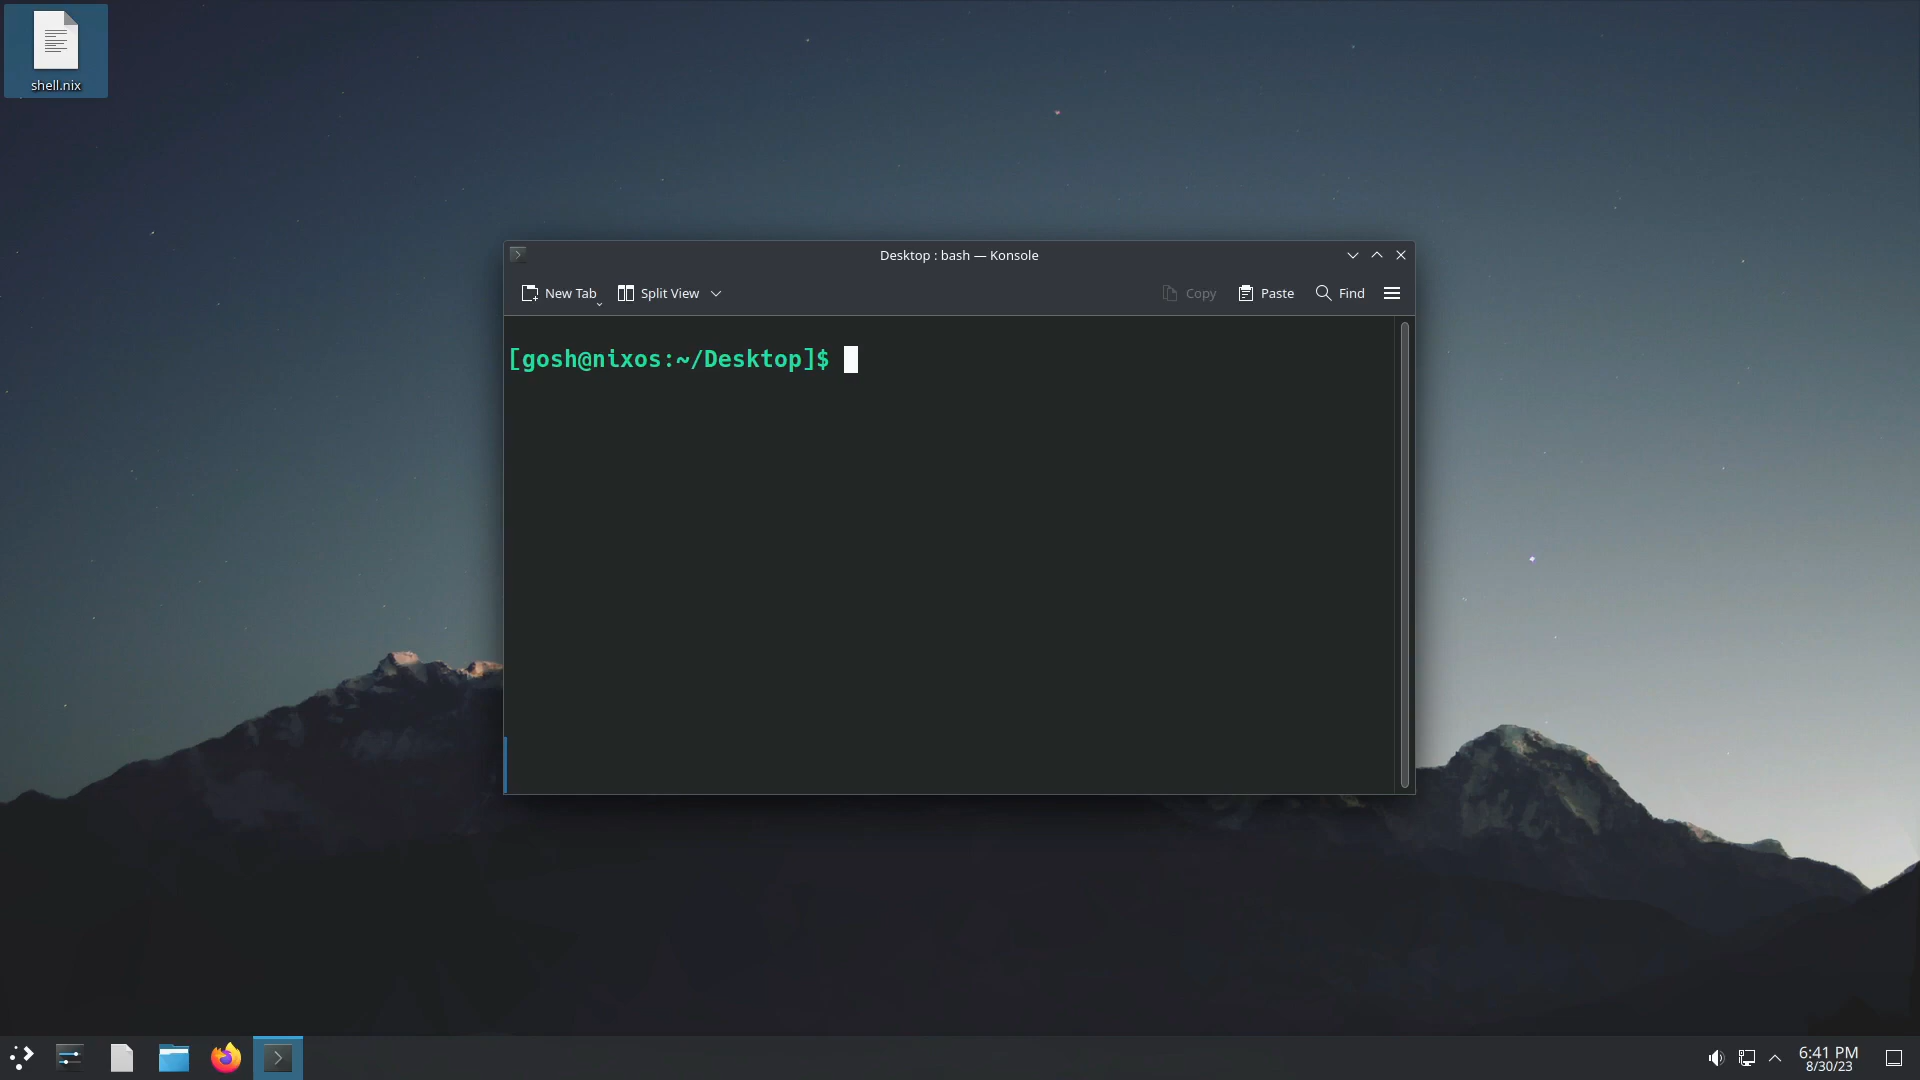 shell.nix
Desktop : bash — Konsole
New Tab Split View Copy Paste Find
[gosh@nixos:~/Desktop]$
6:41 PM
8/30/23